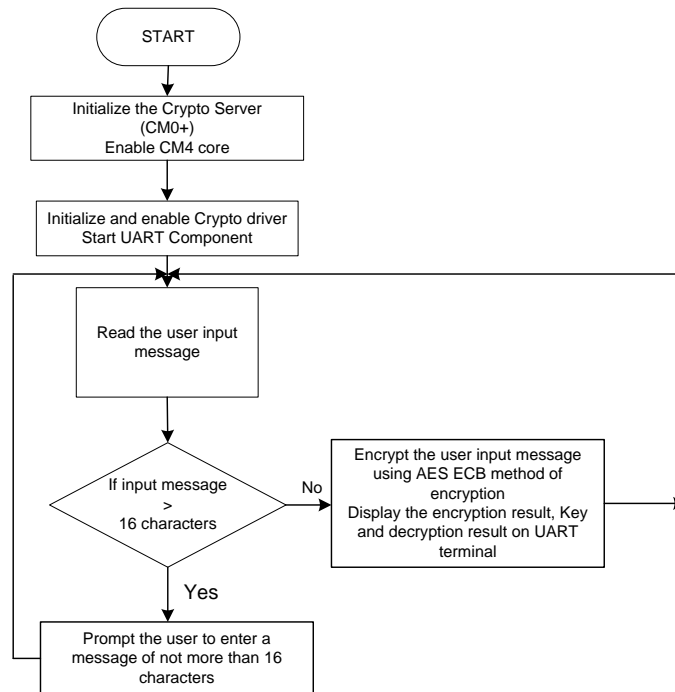 START
Initialize the Crypto Server
(CM0+)
Enable CM4 core
Initialize and enable Crypto driver
Start UART Component
Read the user input
message
If input message
>
16 characters
No
Encrypt the user input message
using AES ECB method of
encryption
Display the encryption result, Key
and decryption result on UART
terminal
Yes
Prompt the user to enter a
message of not more than 16
characters